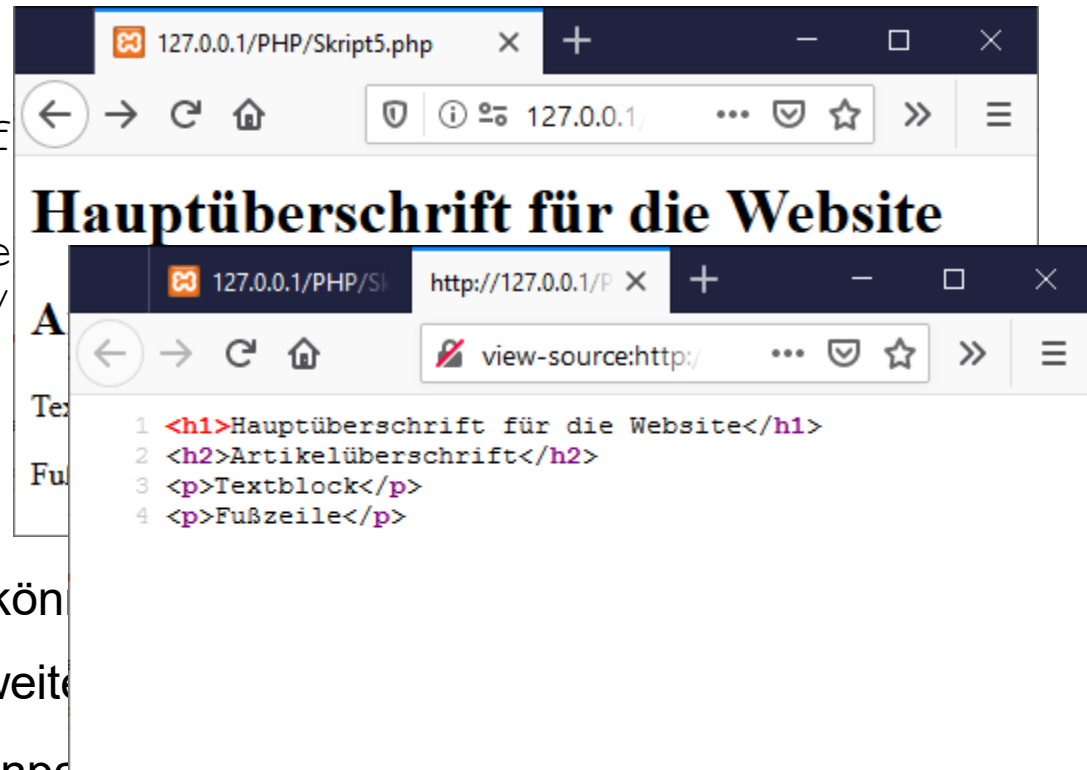 127.0.0.1/PHP/Skript5.php
127.0.0.1/
Hauptüberschrift für die Website
127.0.0.1/PHP/Sk
http://127.0.0.1/P
view-source:http:/
1 <h1>Hauptüberschrift für die Website</h1>
2 <h2>Artikelüberschrift</h2>
3 <p>Textblock</p>
4 <p>Fußzeile</p>